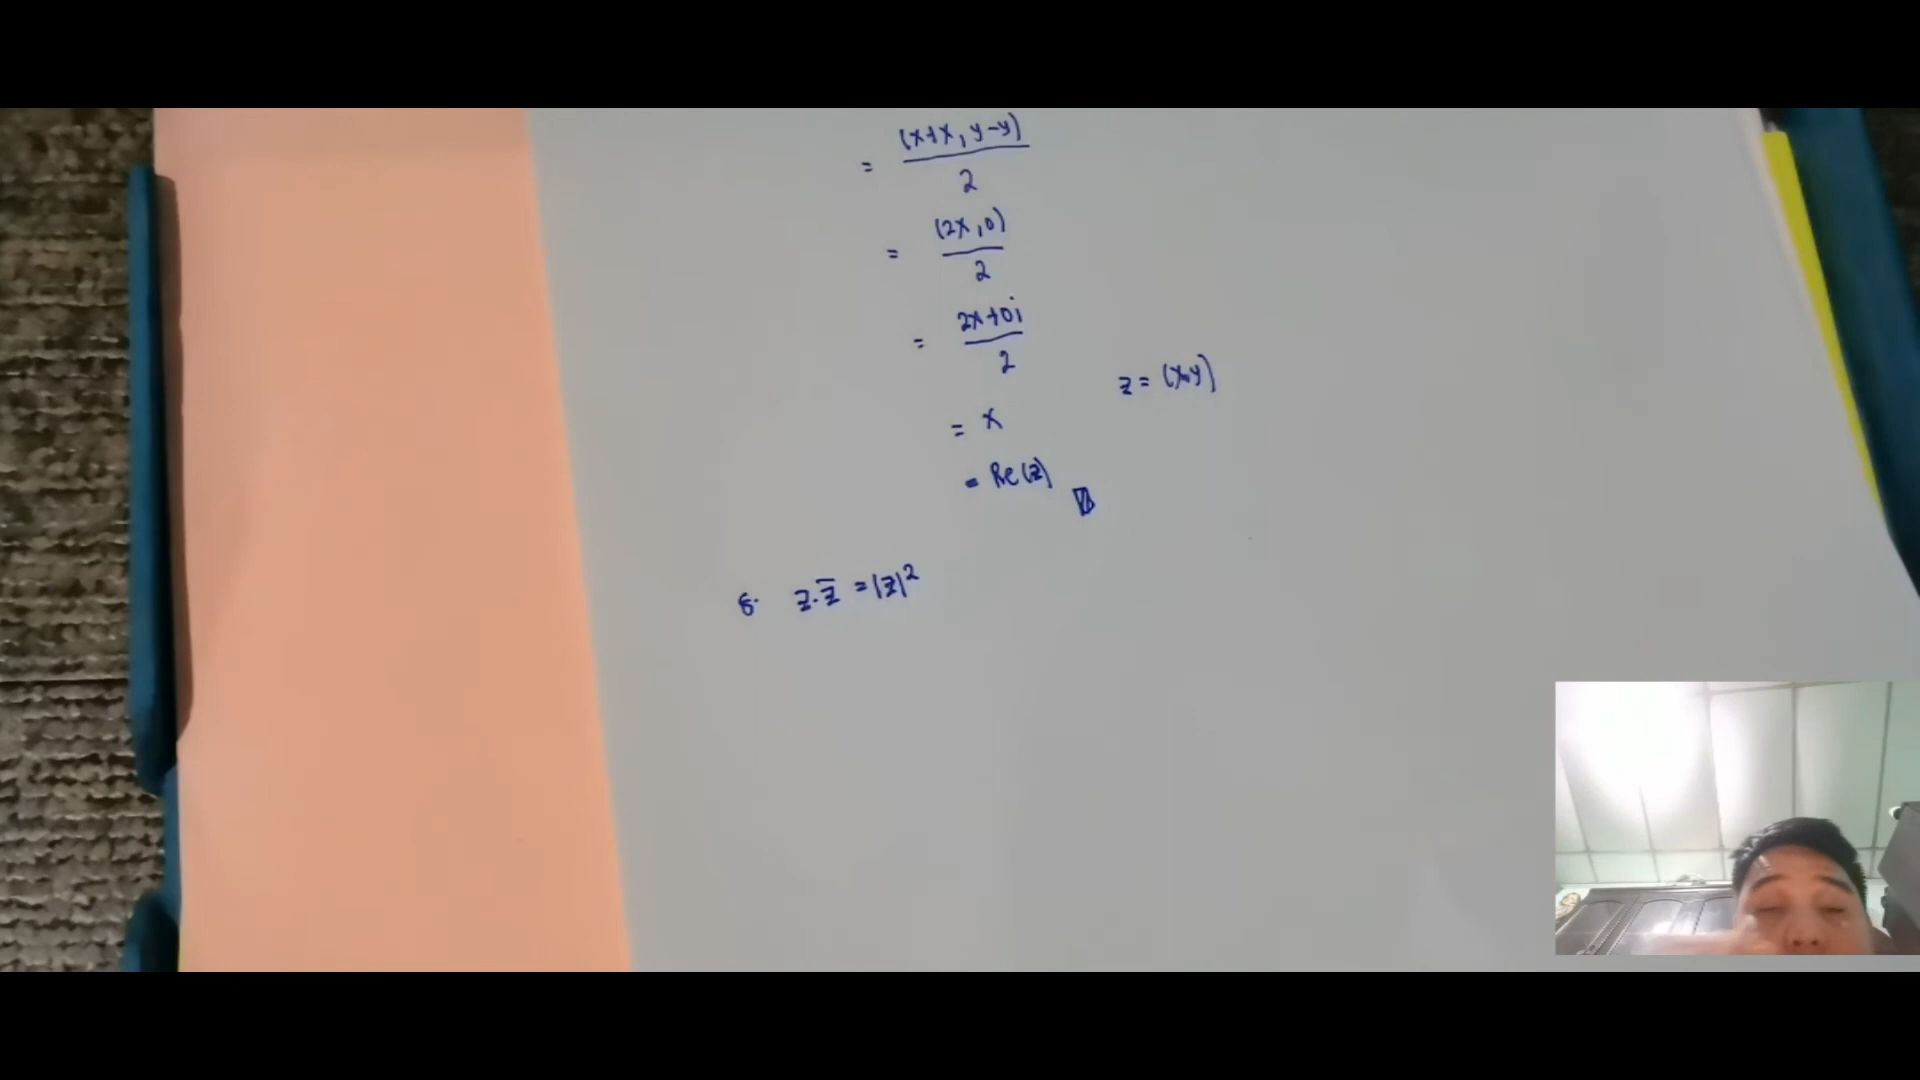 = (x+x, y-y) / 2
= (2x, 0) / 2
= (2x+0i) / 2
z = (x,y)
= x
= Re(z)
8. z.z̄ = |z|²